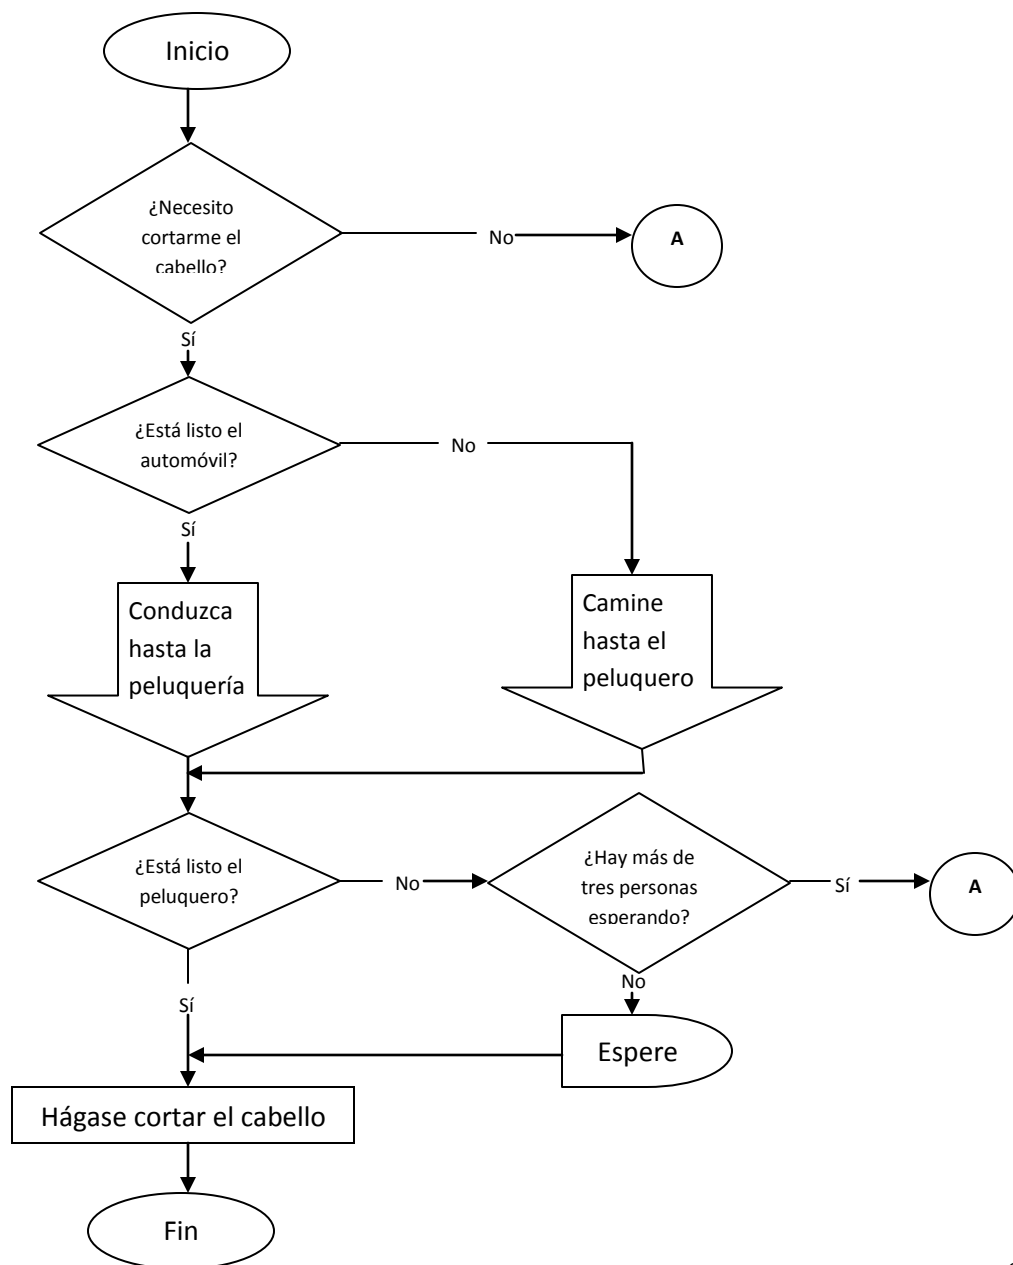 Inicio
¿Necesito
cortarme el
cabello?
No
A
Sí
¿Está listo el
automóvil?
No
Sí
Conduzca
hasta la
peluquería
Camine
hasta el
peluquero
¿Está listo el
peluquero?
No
¿Hay más de
tres personas
esperando?
Sí
A
No
Sí
Espere
Hágase cortar el cabello
Fin